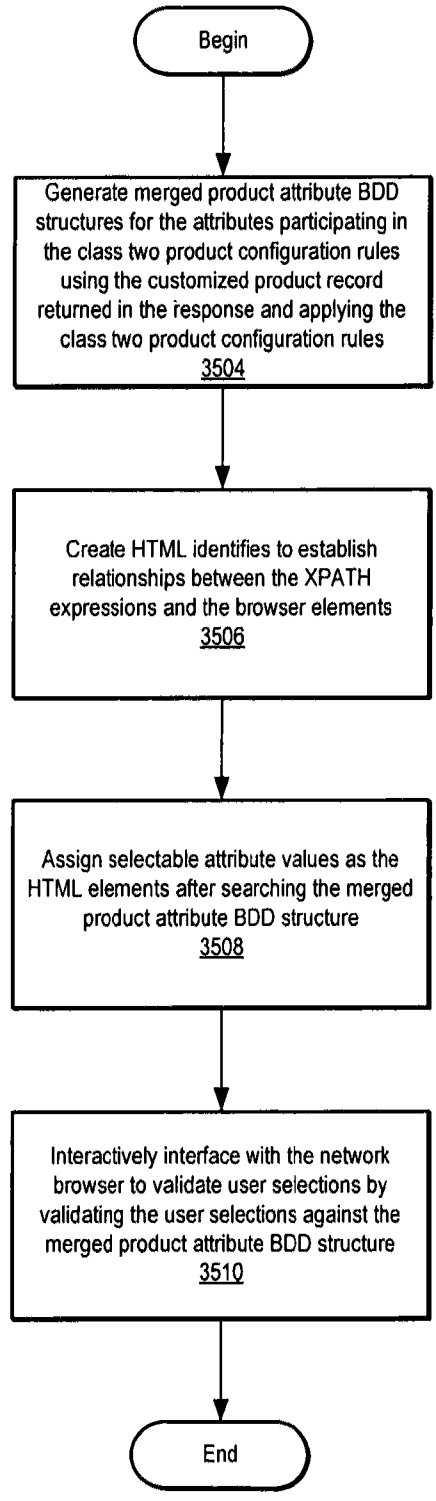 Begin
Generate merged product attribute BDD
structures for the attributes participating in
the class two product configuration rules
using the customized product record
returned in the response and applying the
class two product configuration rules
3504
Create HTML identifies to establish
relationships between the XPATH
expressions and the browser elements
3506
Assign selectable attribute values as the
HTML elements after searching the merged
product attribute BDD structure
3508
Interactively interface with the network
browser to validate user selections by
validating the user selections against the
merged product attribute BDD structure
3510
End